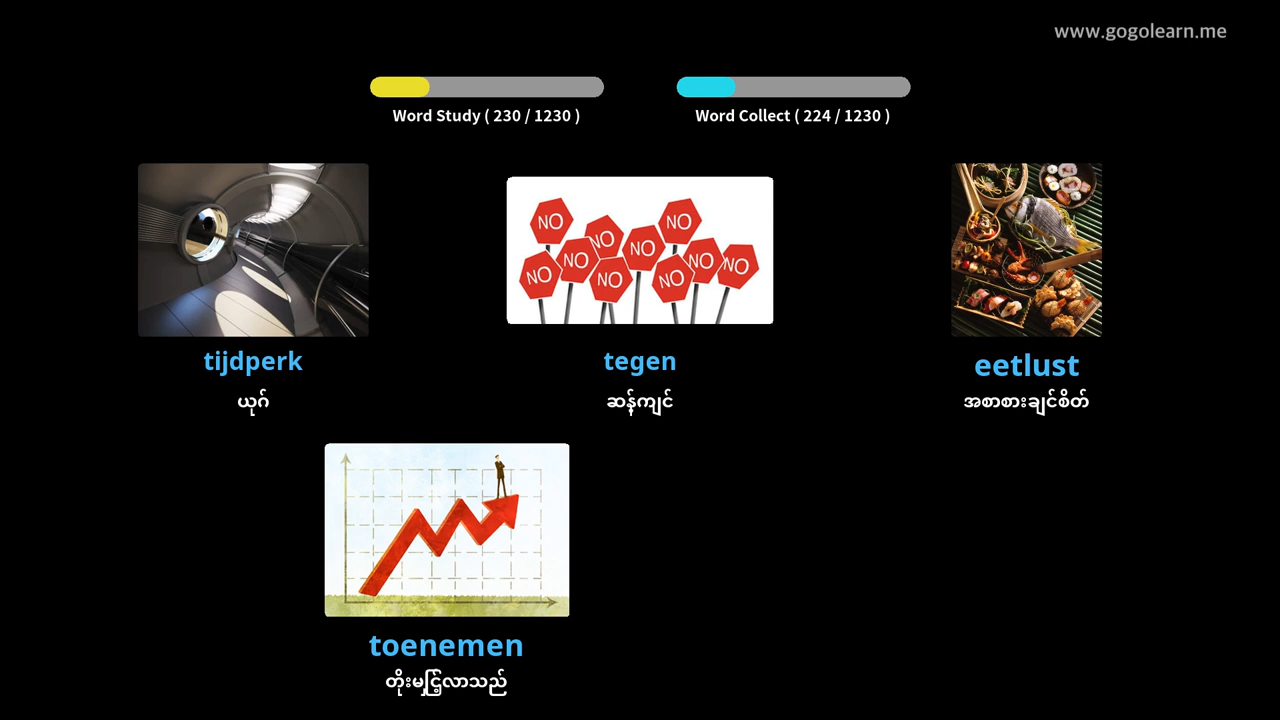 www.gogolearn.me
Word Study ( 230 / 1230 )
Word Collect ( 224 / 1230 )
NO NO NO NO NO NO NO NO NO NO
tijdperk
ယုဂ်
tegen
ဆန့်ကျင်
eetlust
အစာစားချင်စိတ်
toenemen
တိုးမြှင့်လာသည်